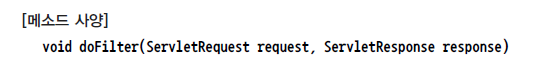 [메소드 사양]
void doFilter(ServletRequest request, ServletResponse response)